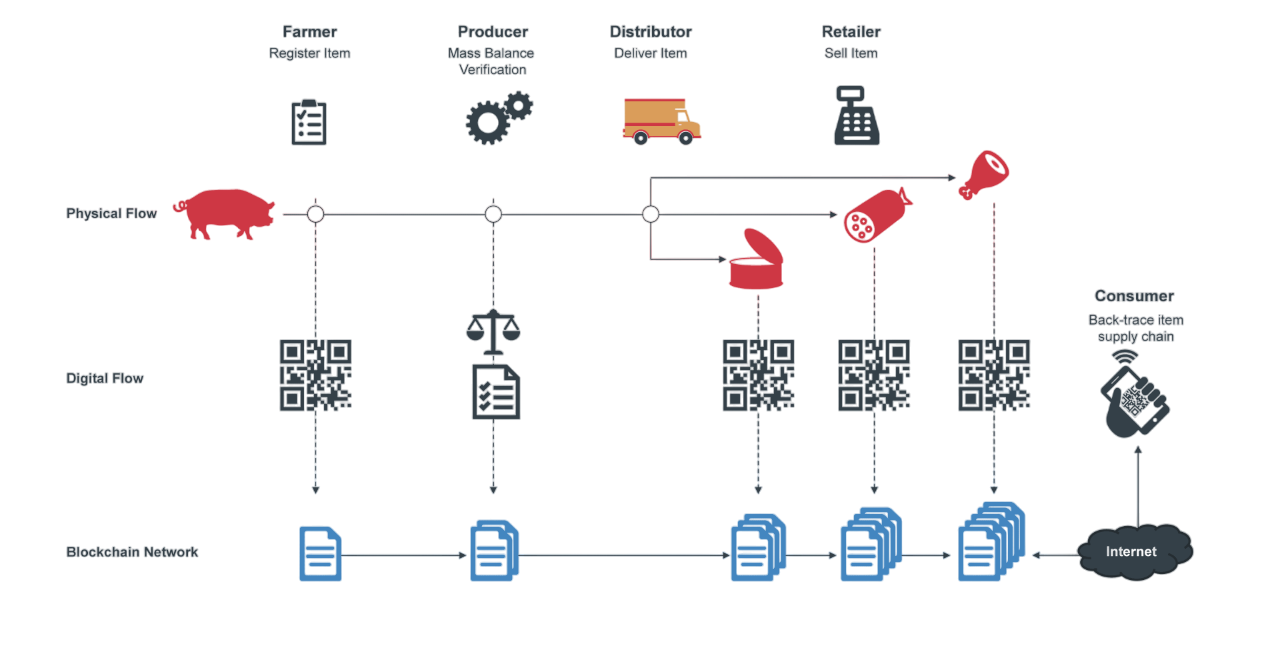 Farmer
Register Item
Producer
Mass Balance
Verification
Distributor
Deliver Item
Retailer
Sell Item
Physical Flow
Consumer
Back-trace item
supply chain
Digital Flow
Blockchain Network
Internet